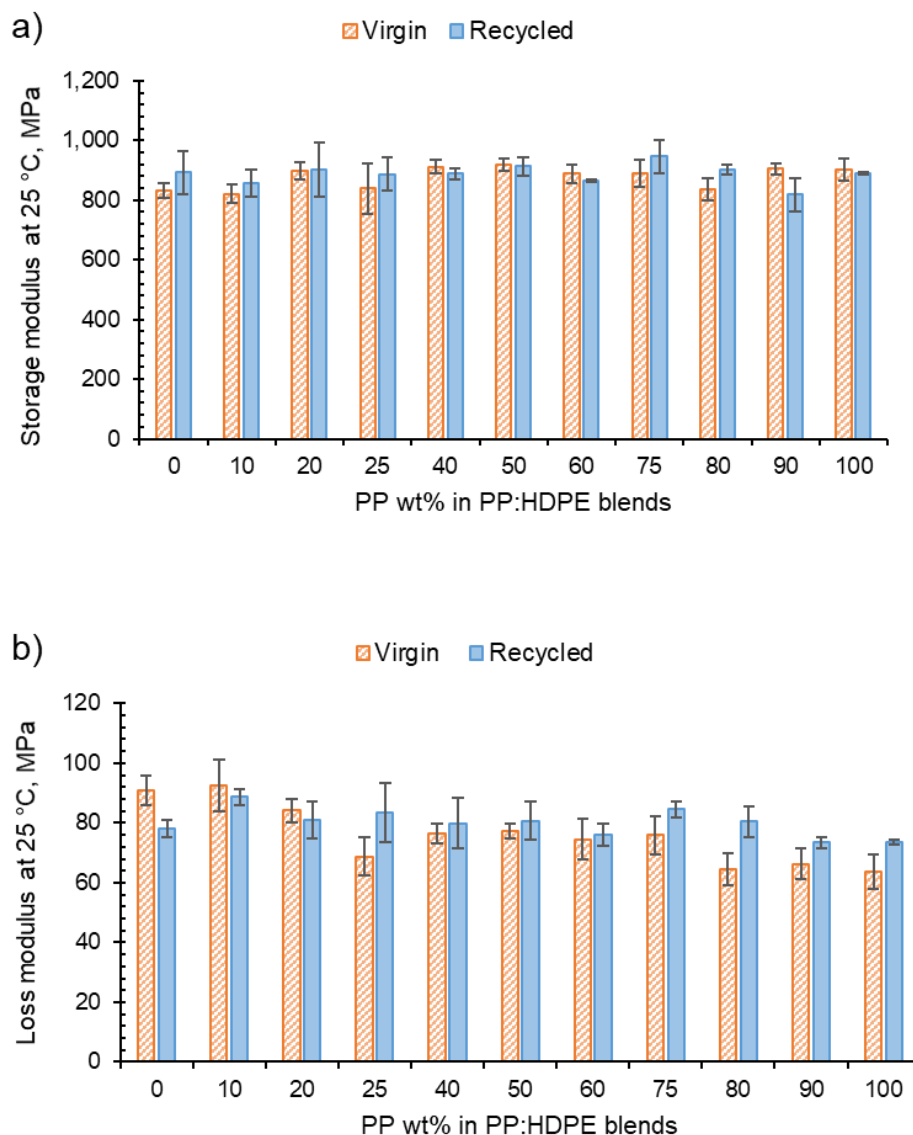 a)
Virgin Recycled
Storage modulus at 25 °C, MPa
1,200
1,000
800
600
400
200
0
0 10 20 25 40 50 60 75 80 90 100
PP wt% in PP:HDPE blends
b)
Virgin Recycled
Loss modulus at 25 °C, MPa
120
100
80
60
40
20
0
0 10 20 25 40 50 60 75 80 90 100
PP wt% in PP:HDPE blends